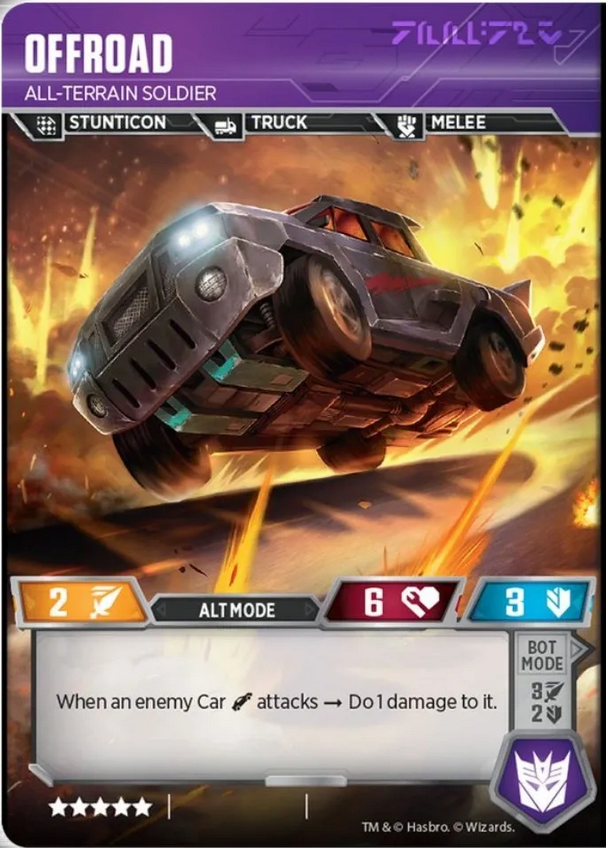 OFFROAD
ALL-TERRAIN SOLDIER
STUNTICON TRUCK MELEE
2 ALT MODE 6 3
BOT
MODE
3
2
When an enemy Car attacks → Do 1 damage to it.
TM & © Hasbro. © Wizards.